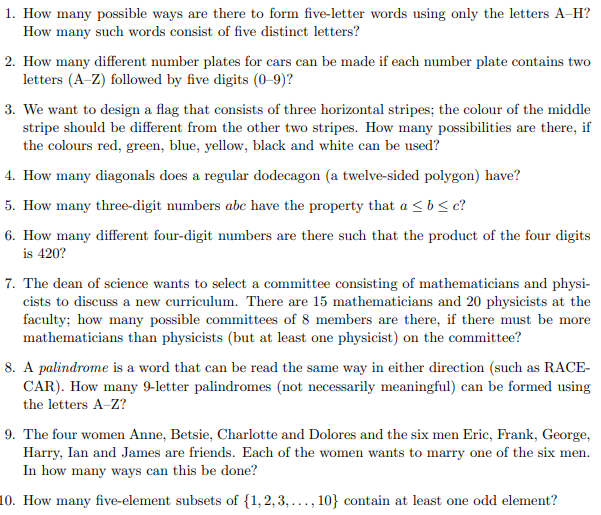 1. How many possible ways are there to form five-letter words using only the letters A–H?
How many such words consist of five distinct letters?
2. How many different number plates for cars can be made if each number plate contains two
letters (A–Z) followed by five digits (0–9)?
3. We want to design a flag that consists of three horizontal stripes; the colour of the middle
stripe should be different from the other two stripes. How many possibilities are there, if
the colours red, green, blue, yellow, black and white can be used?
4. How many diagonals does a regular dodecagon (a twelve-sided polygon) have?
5. How many three-digit numbers abc have the property that a ≤ b ≤ c?
6. How many different four-digit numbers are there such that the product of the four digits
is 420?
7. The dean of science wants to select a committee consisting of mathematicians and physi-
cists to discuss a new curriculum. There are 15 mathematicians and 20 physicists at the
faculty; how many possible committees of 8 members are there, if there must be more
mathematicians than physicists (but at least one physicist) on the committee?
8. A palindrome is a word that can be read the same way in either direction (such as RACE-
CAR). How many 9-letter palindromes (not necessarily meaningful) can be formed using
the letters A–Z?
9. The four women Anne, Betsie, Charlotte and Dolores and the six men Eric, Frank, George,
Harry, Ian and James are friends. Each of the women wants to marry one of the six men.
In how many ways can this be done?
10. How many five-element subsets of {1, 2, 3, . . . , 10} contain at least one odd element?